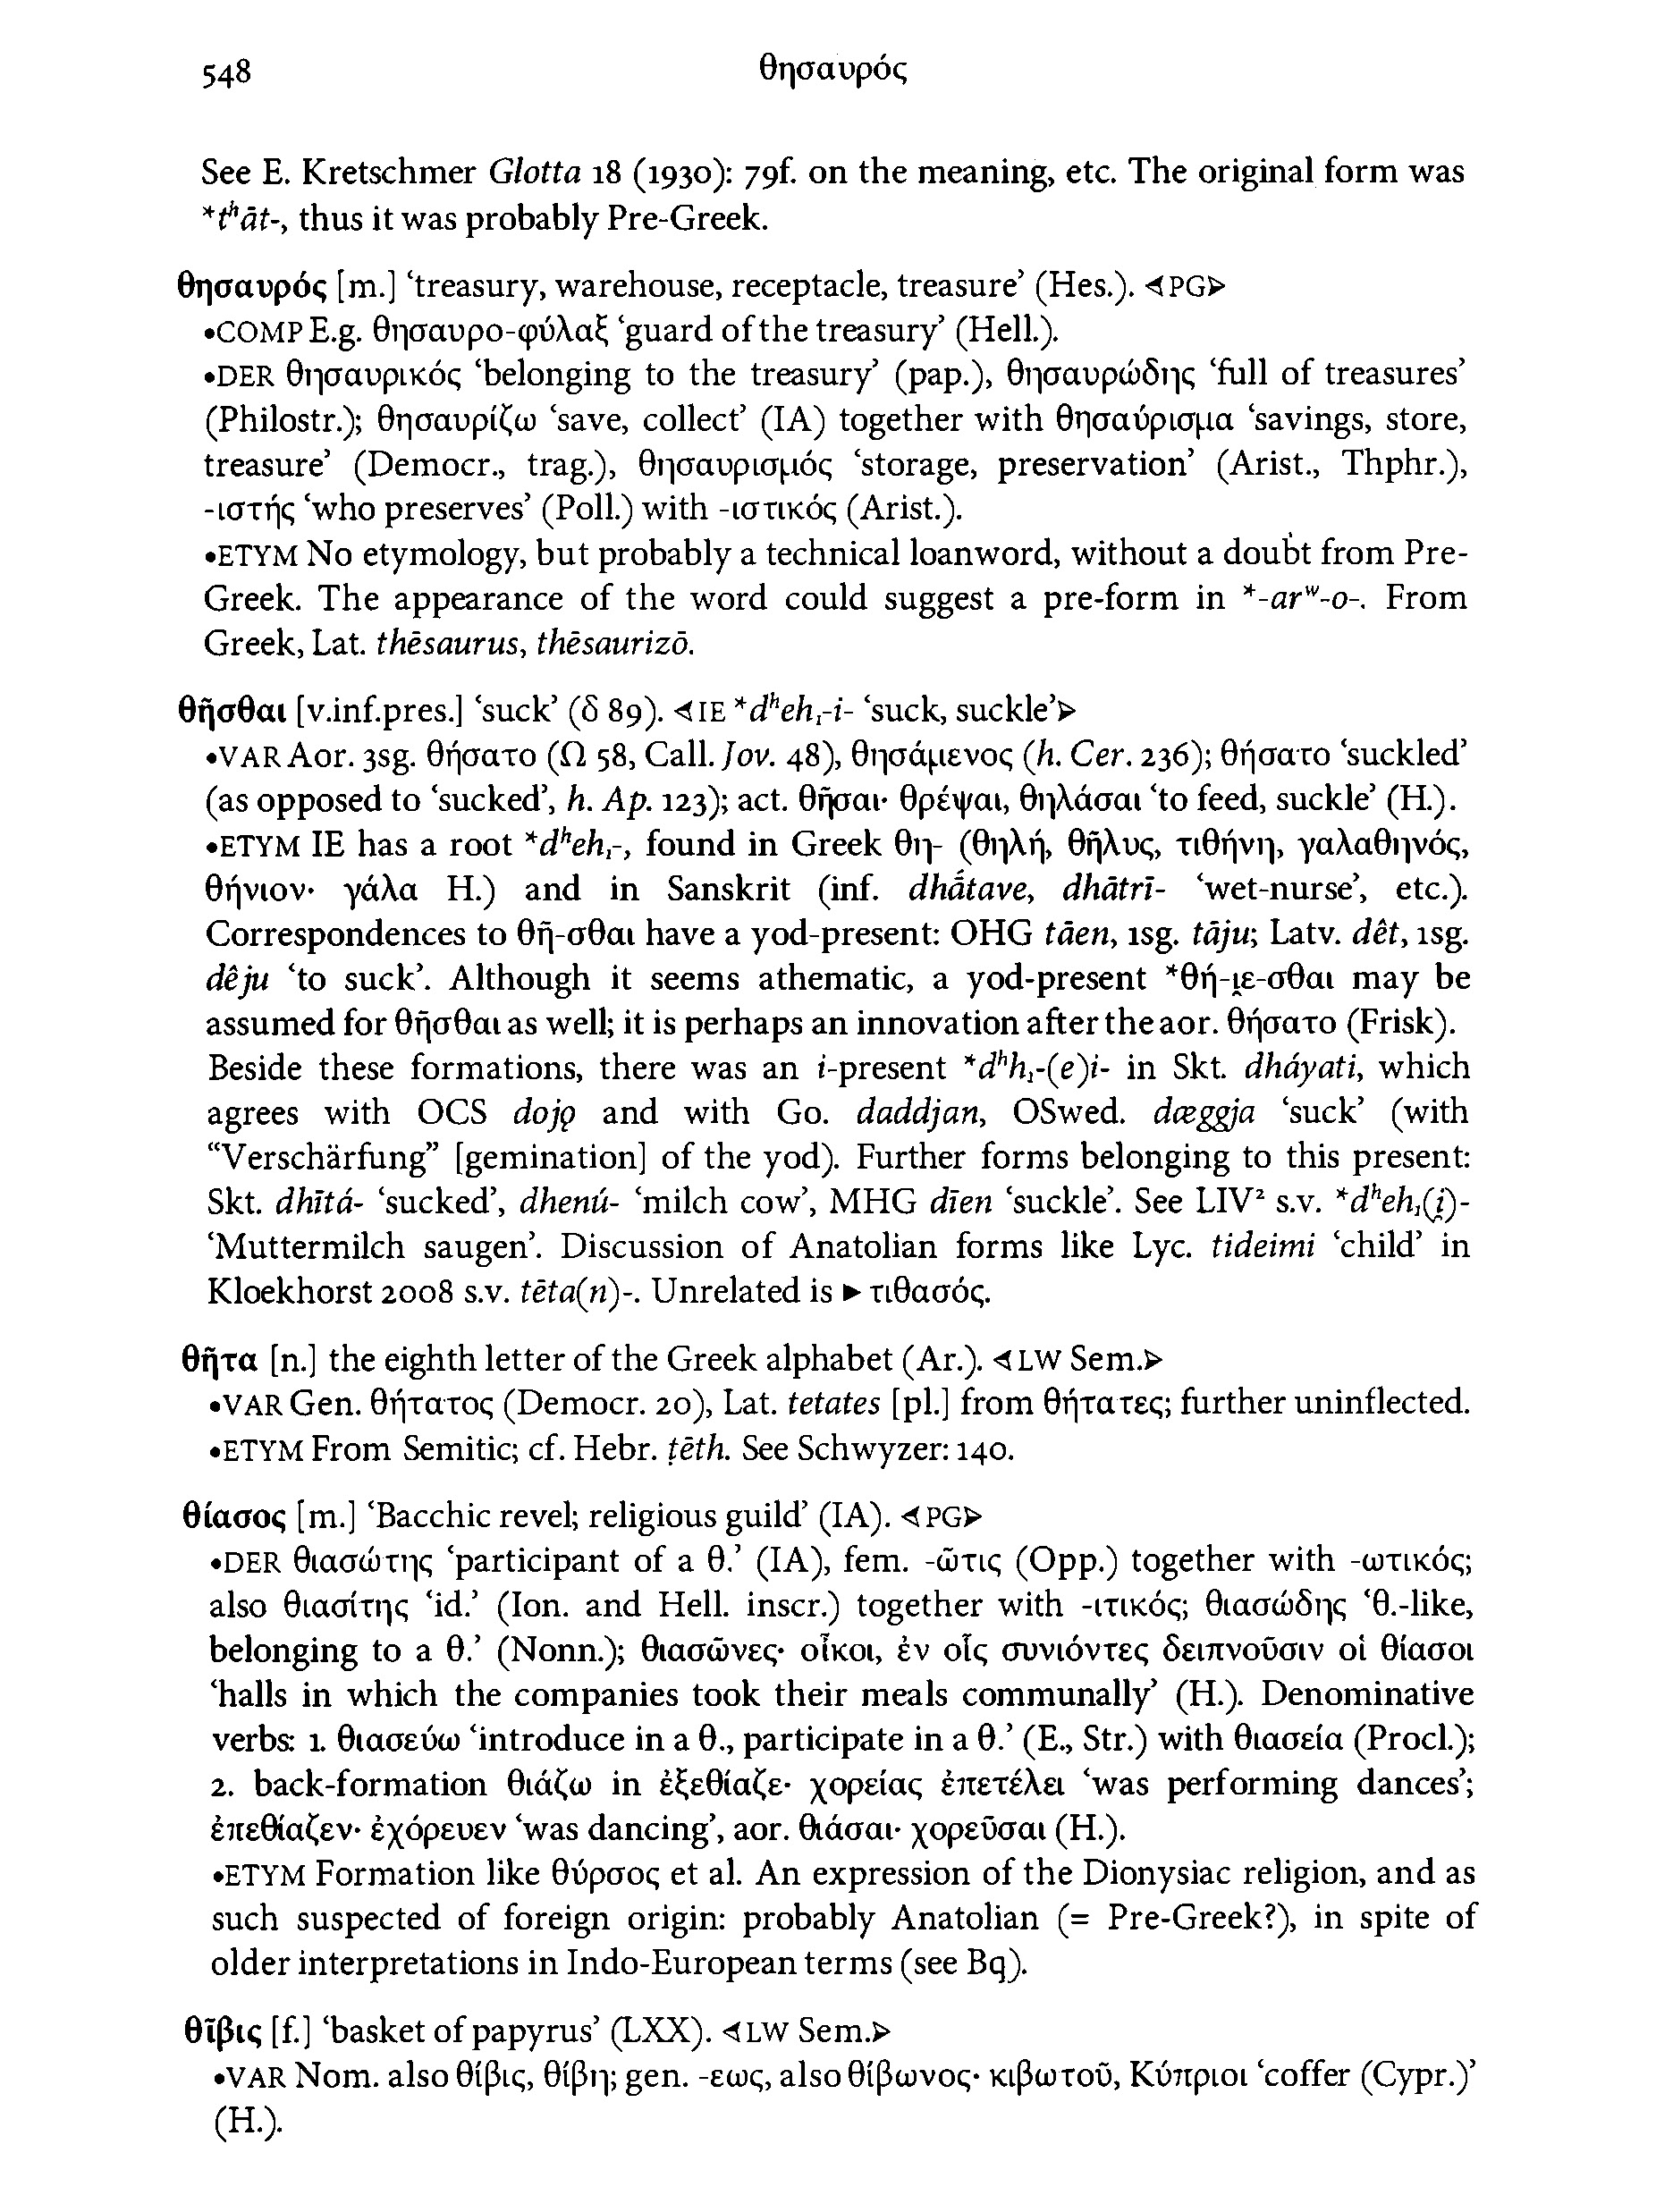 548
θησαυρός
See E. Kretschmer Glotta 18 (1930): 79f. on the meaning, etc. The original form was
*tʰāt-, thus it was probably Pre-Greek.
θησαυρός [m.] ‘treasury, warehouse, receptacle, treasure’ (Hes.). ⊲PG⊳
•COMP E.g. θησαυρο-φύλαξ ‘guard of the treasury’ (Hell.).
•DER θησαυρικός ‘belonging to the treasury’ (pap.), θησαυρώδης ‘full of treasures’
(Philostr.); θησαυρίζω ‘save, collect’ (IA) together with θησαύρισμα ‘savings, store,
treasure’ (Democr., trag.), θησαυρισμός ‘storage, preservation’ (Arist., Thphr.),
-ιστής ‘who preserves’ (Poll.) with -ιστικός (Arist.).
•ETYM No etymology, but probably a technical loanword, without a doubt from Pre-
Greek. The appearance of the word could suggest a pre-form in *-arʷ-o-. From
Greek, Lat. thēsaurus, thēsaurizō.
θῆσθαι [v.inf.pres.] ‘suck’ (δ 89). ⊲IE *dʰeh₁-i- ‘suck, suckle’⊳
•VAR Aor. 3sg. θήσατο (Ω 58, Call. Jov. 48), θησάμενος (h. Cer. 236); θήσατο ‘suckled’
(as opposed to ‘sucked’, h. Ap. 123); act. θῆσαι· θρέψαι, θηλάσαι ‘to feed, suckle’ (H.).
•ETYM IE has a root *dʰeh₁-, found in Greek θη- (θηλή, θῆλυς, τιθήνη, γαλαθηνός,
θήνιον· γάλα H.) and in Sanskrit (inf. dhā́tave, dhātrī- ‘wet-nurse’, etc.).
Correspondences to θῆ-σθαι have a yod-present: OHG tāen, 1sg. tāju; Latv. dêt, 1sg.
dêju ‘to suck’. Although it seems athematic, a yod-present *θή-ι̯ε-σθαι may be
assumed for θῆσθαι as well; it is perhaps an innovation after the aor. θήσατο (Frisk).
Beside these formations, there was an i-present *dʰh₁-(e)i- in Skt. dháyati, which
agrees with OCS dojǫ and with Go. daddjan, OSwed. dæggja ‘suck’ (with
“Verschärfung” [gemination] of the yod). Further forms belonging to this present:
Skt. dhītá- ‘sucked’, dhenú- ‘milch cow’, MHG dīen ‘suckle’. See LIV² s.v. *dʰeh₁(i̯)-
‘Muttermilch saugen’. Discussion of Anatolian forms like Lyc. tideimi ‘child’ in
Kloekhorst 2008 s.v. tēta(n)-. Unrelated is ► τιθασός.
θῆτα [n.] the eighth letter of the Greek alphabet (Ar.). ⊲LW Sem.⊳
•VAR Gen. θήτατος (Democr. 20), Lat. tetates [pl.] from θήτατες; further uninflected.
•ETYM From Semitic; cf. Hebr. ṭēth. See Schwyzer: 140.
θίασος [m.] ‘Bacchic revel; religious guild’ (IA). ⊲PG⊳
•DER θιασώτης ‘participant of a θ.’ (IA), fem. -ῶτις (Opp.) together with -ωτικός;
also θιασίτης ‘id.’ (Ion. and Hell. inscr.) together with -ιτικός; θιασώδης ‘θ.-like,
belonging to a θ.’ (Nonn.); θιασῶνες· οἶκοι, ἐν οἷς συνιόντες δειπνοῦσιν οἱ θίασοι
‘halls in which the companies took their meals communally’ (H.). Denominative
verbs: 1. θιασεύω ‘introduce in a θ., participate in a θ.’ (E., Str.) with θιασεία (Procl.);
2. back-formation θιάζω in ἐξεθίαζε· χορείας ἐπετέλει ‘was performing dances’;
ἐπεθίαζεν· ἐχόρευεν ‘was dancing’, aor. θιάσαι· χορεῦσαι (H.).
•ETYM Formation like θύρσος et al. An expression of the Dionysiac religion, and as
such suspected of foreign origin: probably Anatolian (= Pre-Greek?), in spite of
older interpretations in Indo-European terms (see Bq).
θῖβις [f.] ‘basket of papyrus’ (LXX). ⊲LW Sem.⊳
•VAR Nom. also θίβις, θίβη; gen. -εως, also θίβωνος· κιβωτοῦ, Κύπριοι ‘coffer (Cypr.)’
(H.).